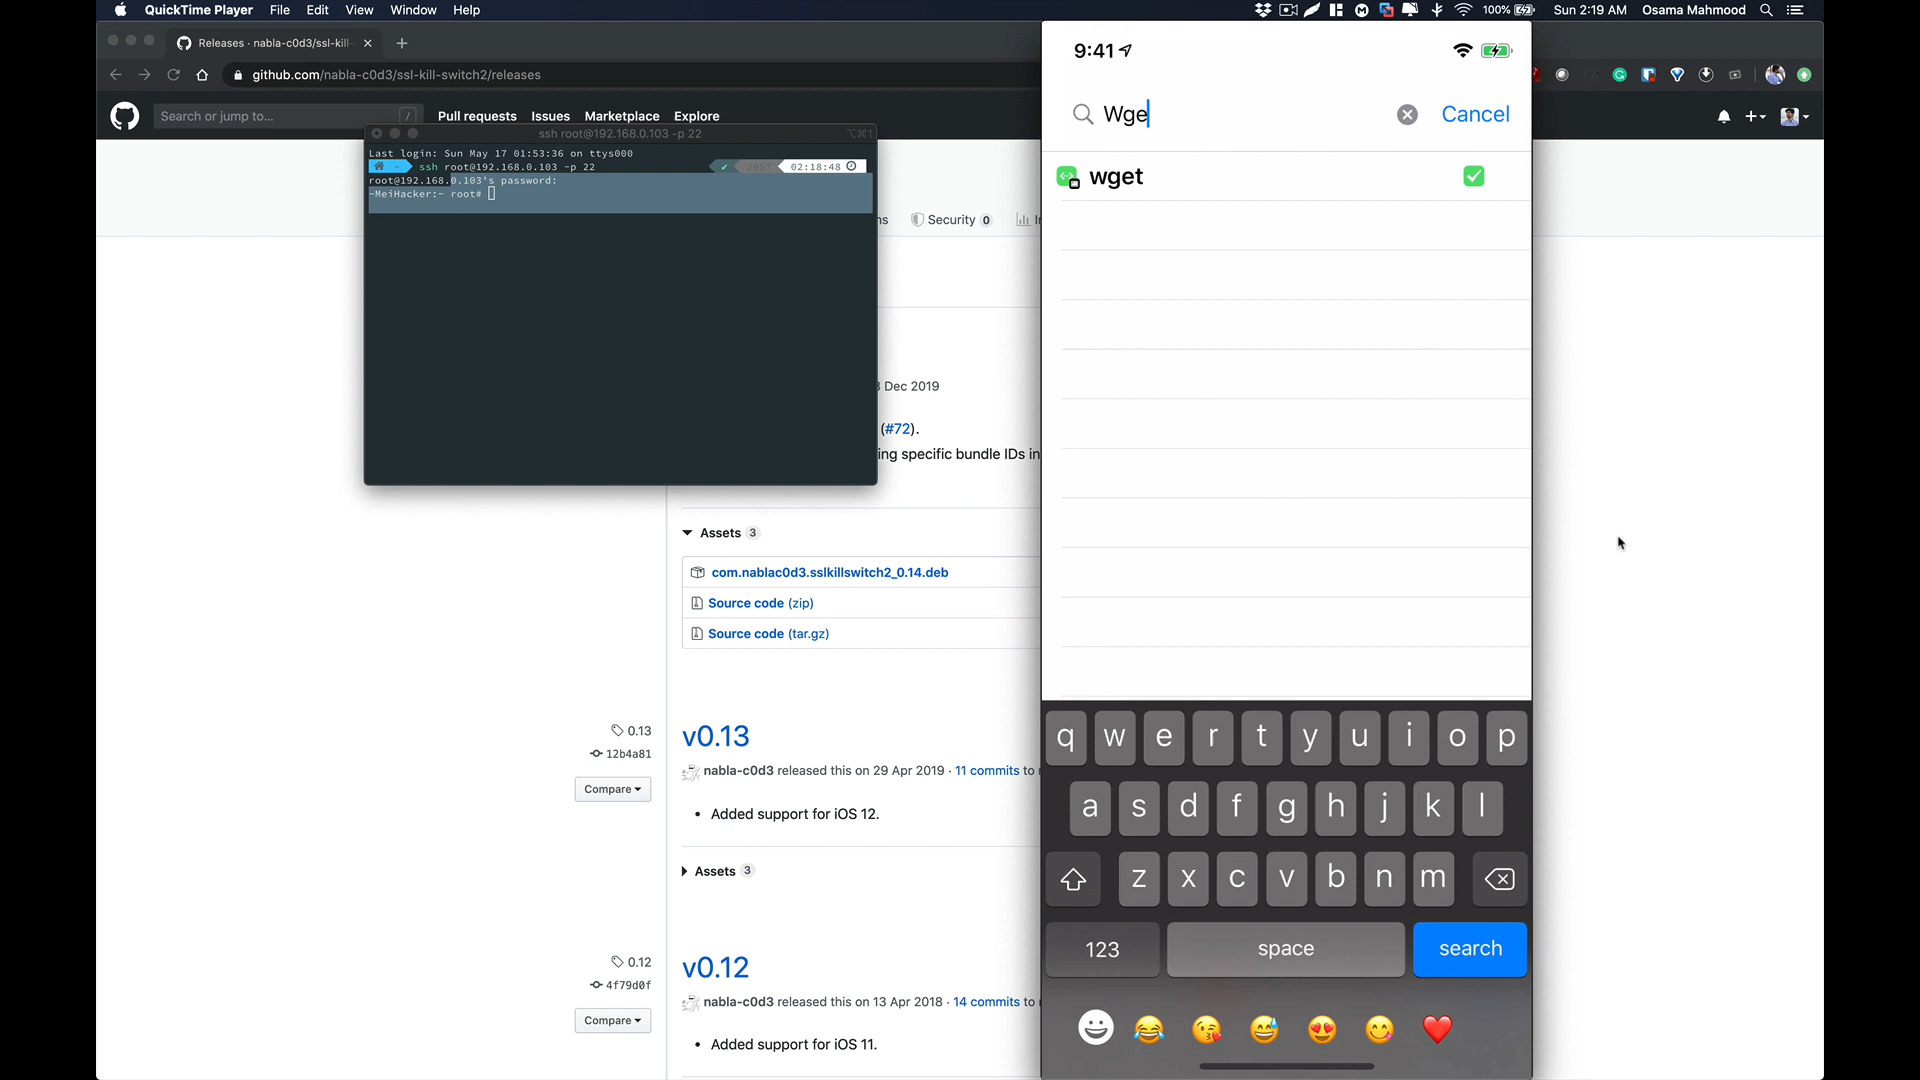 QuickTime Player File Edit View Window Help
100% Sun 2:19 AM Osama Mahmood
Releases · nabla-c0d3/ssl-kill-
github.com/nabla-c0d3/ssl-kill-switch2/releases
Search or jump to... /
Pull requests Issues Marketplace Explore
ssh root@192.168.0.103 -p 22
⌥⌘1
Last login: Sun May 17 01:53:36 on ttys000
~ ssh root@192.168.0.103 -p 22
✓ 2057 02:18:48
root@192.168.0.103's password:
-MeiHacker:~ root#
Security 0
Dec 2019
(#72).
ing specific bundle IDs in
Assets 3
com.nablac0d3.sslkillswitch2_0.14.deb
Source code (zip)
Source code (tar.gz)
0.13
12b4a81
Compare
v0.13
nabla-c0d3 released this on 29 Apr 2019 · 11 commits to
Added support for iOS 12.
Assets 3
0.12
4f79d0f
Compare
v0.12
nabla-c0d3 released this on 13 Apr 2018 · 14 commits to
Added support for iOS 11.
9:41
Wge
Cancel
wget
q w e r t y u i o p
a s d f g h j k l
z x c v b n m
123 space search